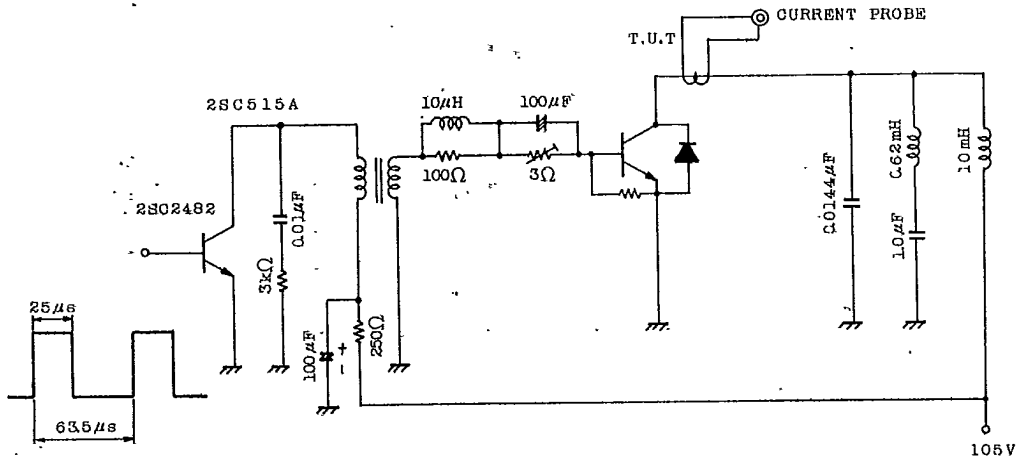 CURRENT PROBE
T.U.T
2SC515A
10μH
100μF
100Ω
3Ω
2SC2482
0.01μF
3kΩ
0.0144μF
0.62mH
1.0μF
10mH
25μs
100μF
+
-
250Ω
63.5μs
105V